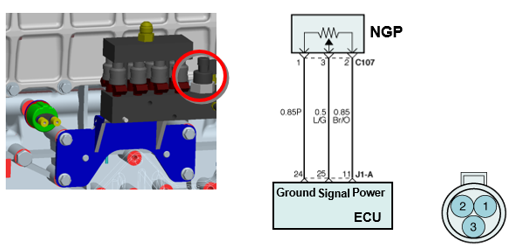 NGP
1 3 2 C107
0.85P 0.5 L/G 0.85 Br/O
24 25 11 J1-A
Ground Signal Power
ECU
2 1
3